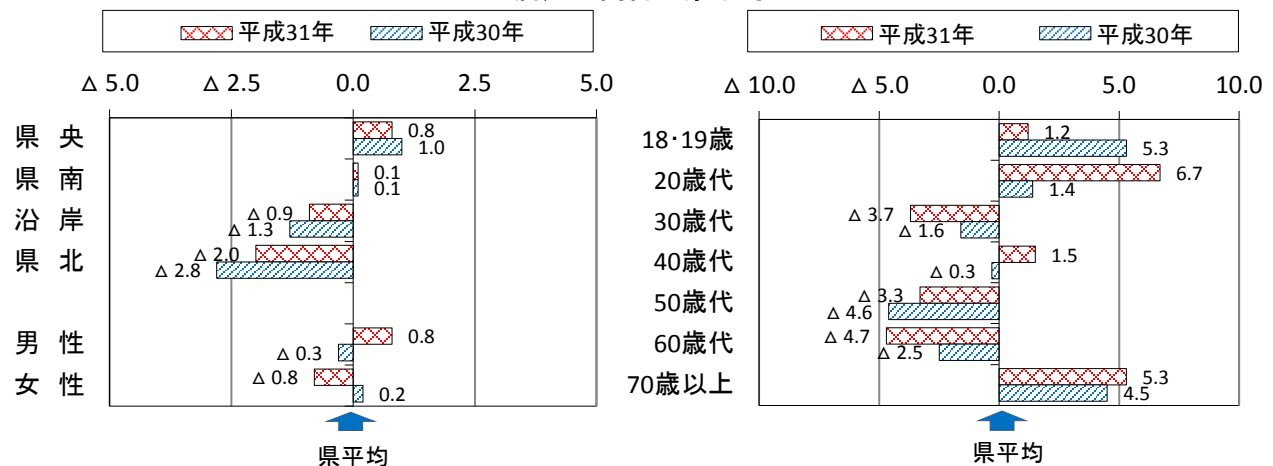 平成31年 平成30年
△ 5.0 △ 2.5 0.0 2.5 5.0
県 央 0.8
1.0
県 南 0.1
0.1
沿 岸 △ 0.9
△ 1.3
県 北 △ 2.0
△ 2.8
男 性 0.8
△ 0.3
女 性 △ 0.8
0.2
県平均
平成31年 平成30年
△ 10.0 △ 5.0 0.0 5.0 10.0
18･19歳 1.2
5.3
20歳代 6.7
1.4
30歳代 △ 3.7
△ 1.6
40歳代 1.5
△ 0.3
50歳代 △ 3.3
△ 4.6
60歳代 △ 4.7
△ 2.5
70歳以上 5.3
4.5
県平均